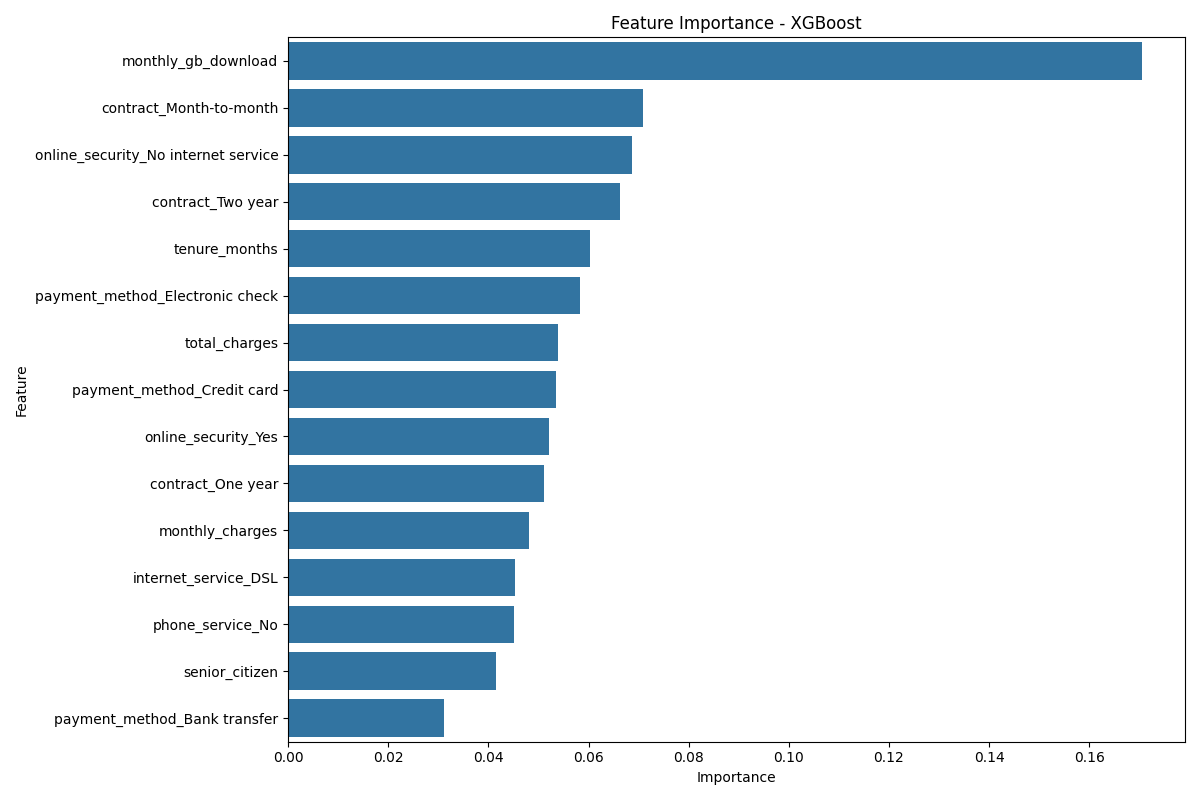 Feature Importance - XGBoost
monthly_gb_download
contract_Month-to-month
online_security_No internet service
contract_Two year
tenure_months
payment_method_Electronic check
total_charges
payment_method_Credit card
online_security_Yes
contract_One year
monthly_charges
internet_service_DSL
phone_service_No
senior_citizen
payment_method_Bank transfer
Feature
0.00 0.02 0.04 0.06 0.08 0.10 0.12 0.14 0.16
Importance